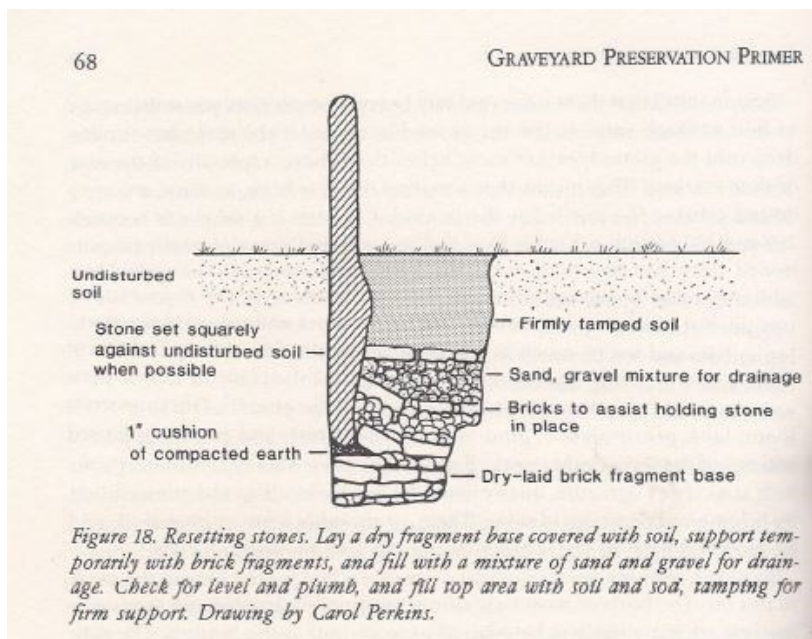 68 GRAVEYARD PRESERVATION PRIMER
Undisturbed
soil
Stone set squarely
against undisturbed soil
when possible
1" cushion
of compacted earth
Firmly tamped soil
Sand, gravel mixture for drainage
Bricks to assist holding stone
in place
Dry-laid brick fragment base
Figure 18. Resetting stones. Lay a dry fragment base covered with soil, support tem-
porarily with brick fragments, and fill with a mixture of sand and gravel for drain-
age. Check for level and plumb, and fill top area with soil and sod, tamping for
firm support. Drawing by Carol Perkins.